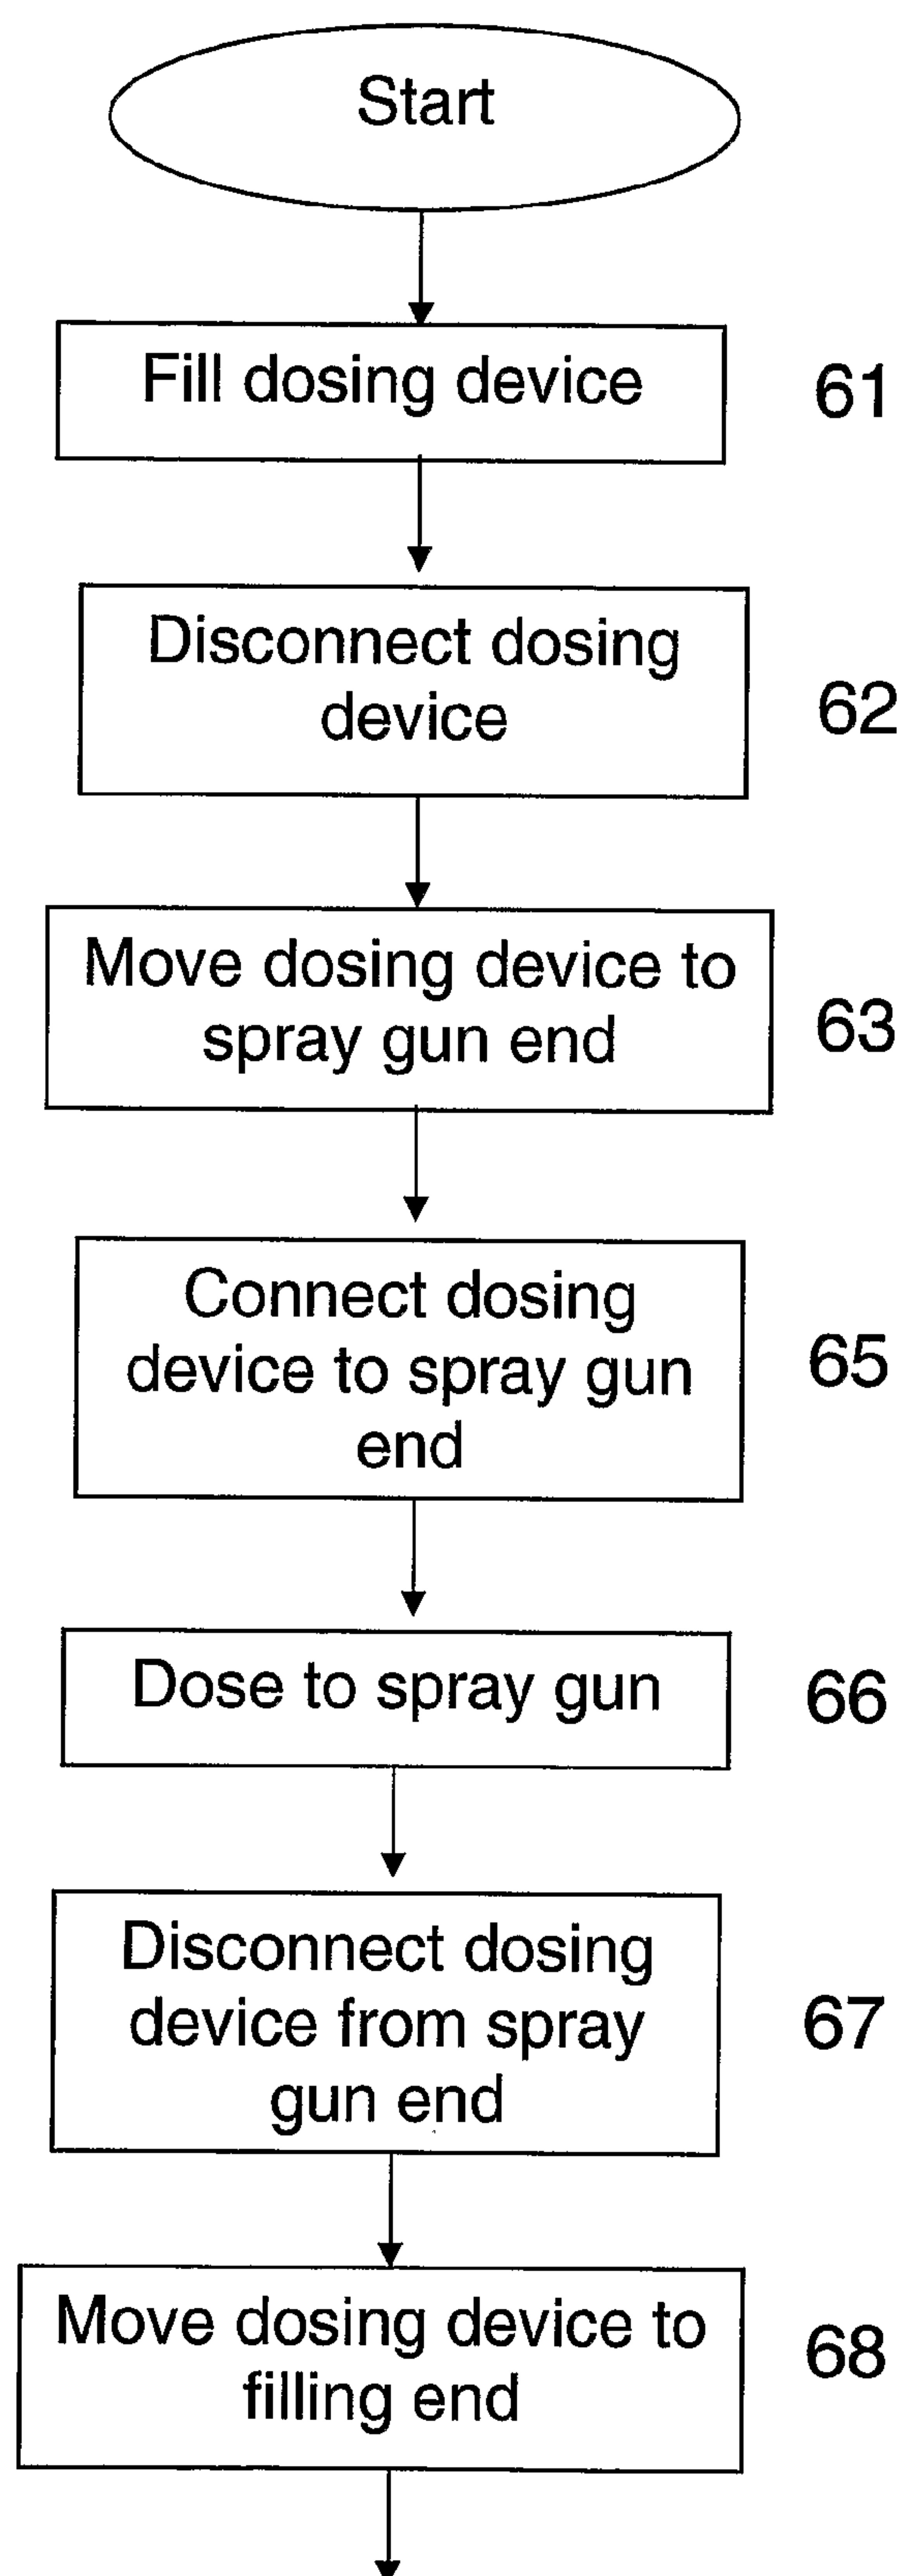 Start
Fill dosing device
61
Disconnect dosing
device
62
Move dosing device to
spray gun end
63
Connect dosing
device to spray gun
end
65
Dose to spray gun
66
Disconnect dosing
device from spray
gun end
67
Move dosing device to
filling end
68